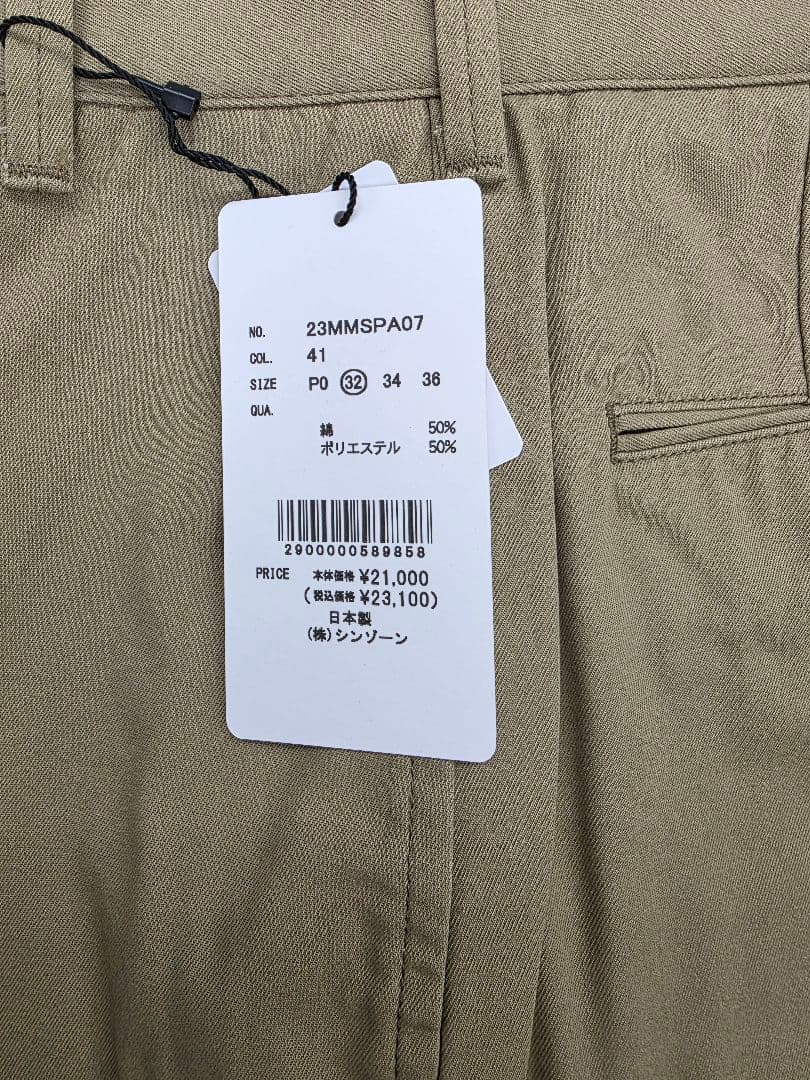 NO. 23MMSPA07
COL. 41
SIZE P0 32 34 36
QUA.
綿 50%
ポリエステル 50%
2900000589858
PRICE 本体価格 ¥21,000
(税込価格 ¥23,100)
日本製
(株)シンゾーン